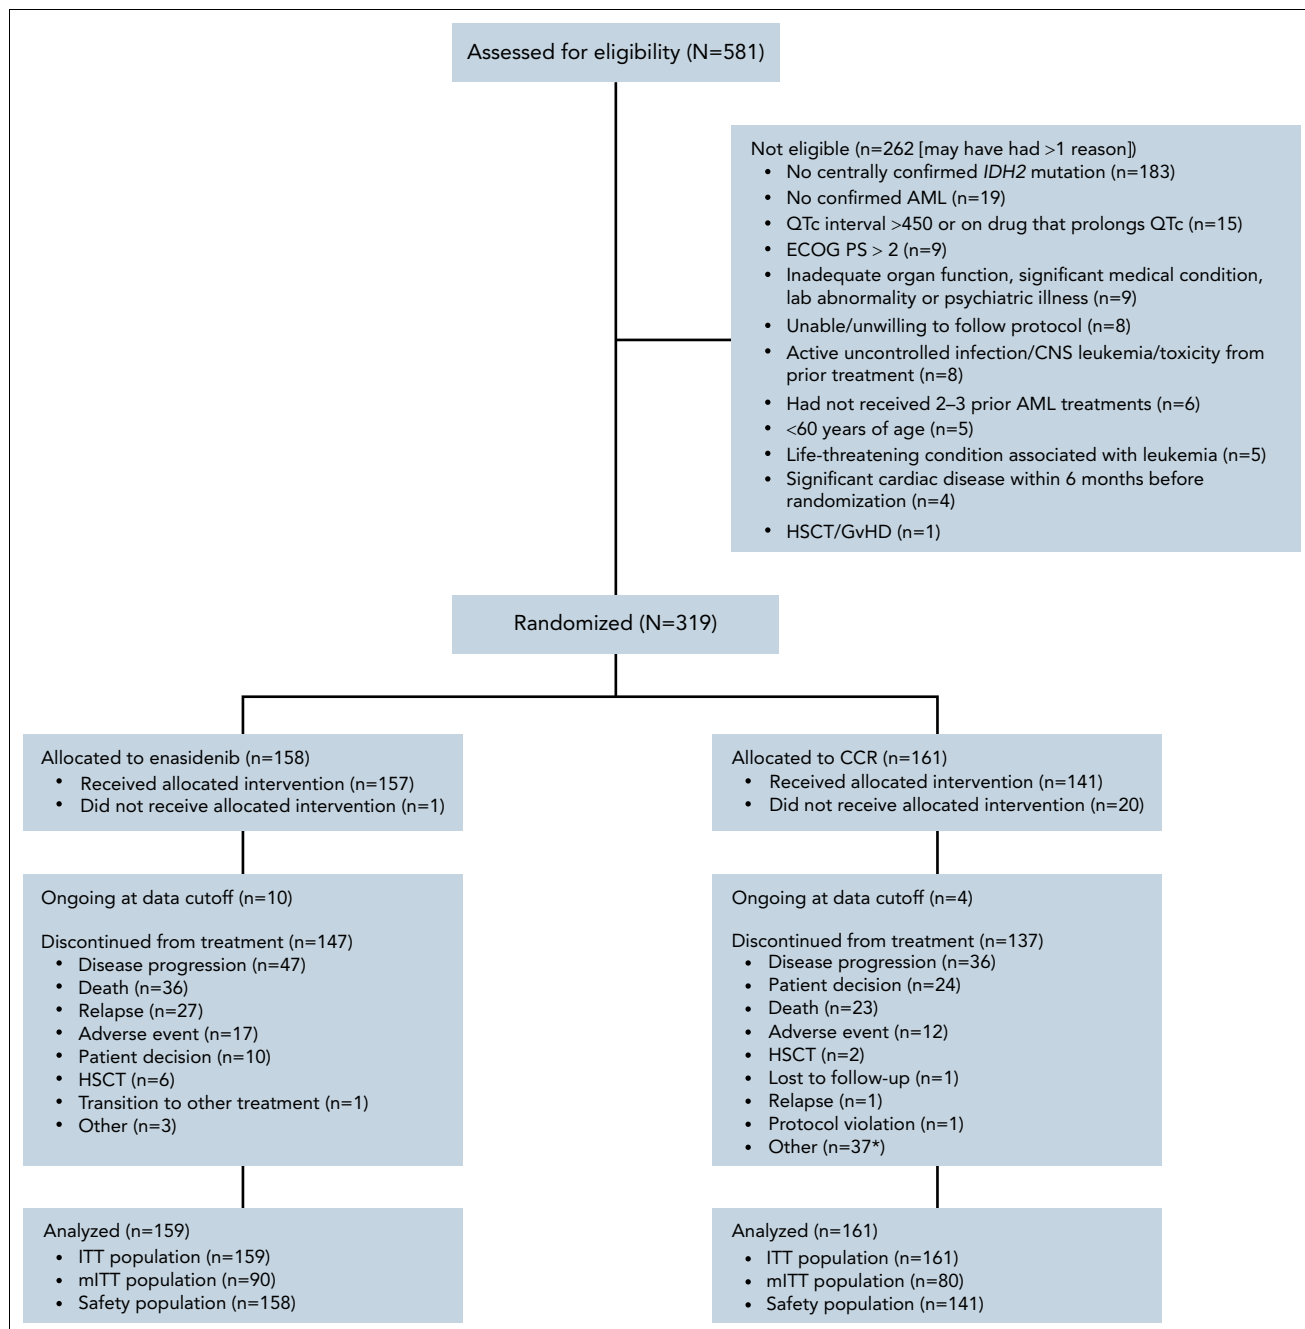 Assessed for eligibility (N=581)
Not eligible (n=262 [may have had >1 reason])
• No centrally confirmed IDH2 mutation (n=183)
• No confirmed AML (n=19)
• QTc interval >450 or on drug that prolongs QTc (n=15)
• ECOG PS > 2 (n=9)
• Inadequate organ function, significant medical condition,
lab abnormality or psychiatric illness (n=9)
• Unable/unwilling to follow protocol (n=8)
• Active uncontrolled infection/CNS leukemia/toxicity from
prior treatment (n=8)
• Had not received 2–3 prior AML treatments (n=6)
• <60 years of age (n=5)
• Life-threatening condition associated with leukemia (n=5)
• Significant cardiac disease within 6 months before
randomization (n=4)
• HSCT/GvHD (n=1)
Randomized (N=319)
Allocated to enasidenib (n=158)
• Received allocated intervention (n=157)
• Did not receive allocated intervention (n=1)
Allocated to CCR (n=161)
• Received allocated intervention (n=141)
• Did not receive allocated intervention (n=20)
Ongoing at data cutoff (n=10)
Discontinued from treatment (n=147)
• Disease progression (n=47)
• Death (n=36)
• Relapse (n=27)
• Adverse event (n=17)
• Patient decision (n=10)
• HSCT (n=6)
• Transition to other treatment (n=1)
• Other (n=3)
Ongoing at data cutoff (n=4)
Discontinued from treatment (n=137)
• Disease progression (n=36)
• Patient decision (n=24)
• Death (n=23)
• Adverse event (n=12)
• HSCT (n=2)
• Lost to follow-up (n=1)
• Relapse (n=1)
• Protocol violation (n=1)
• Other (n=37*)
Analyzed (n=159)
• ITT population (n=159)
• mITT population (n=90)
• Safety population (n=158)
Analyzed (n=161)
• ITT population (n=161)
• mITT population (n=80)
• Safety population (n=141)